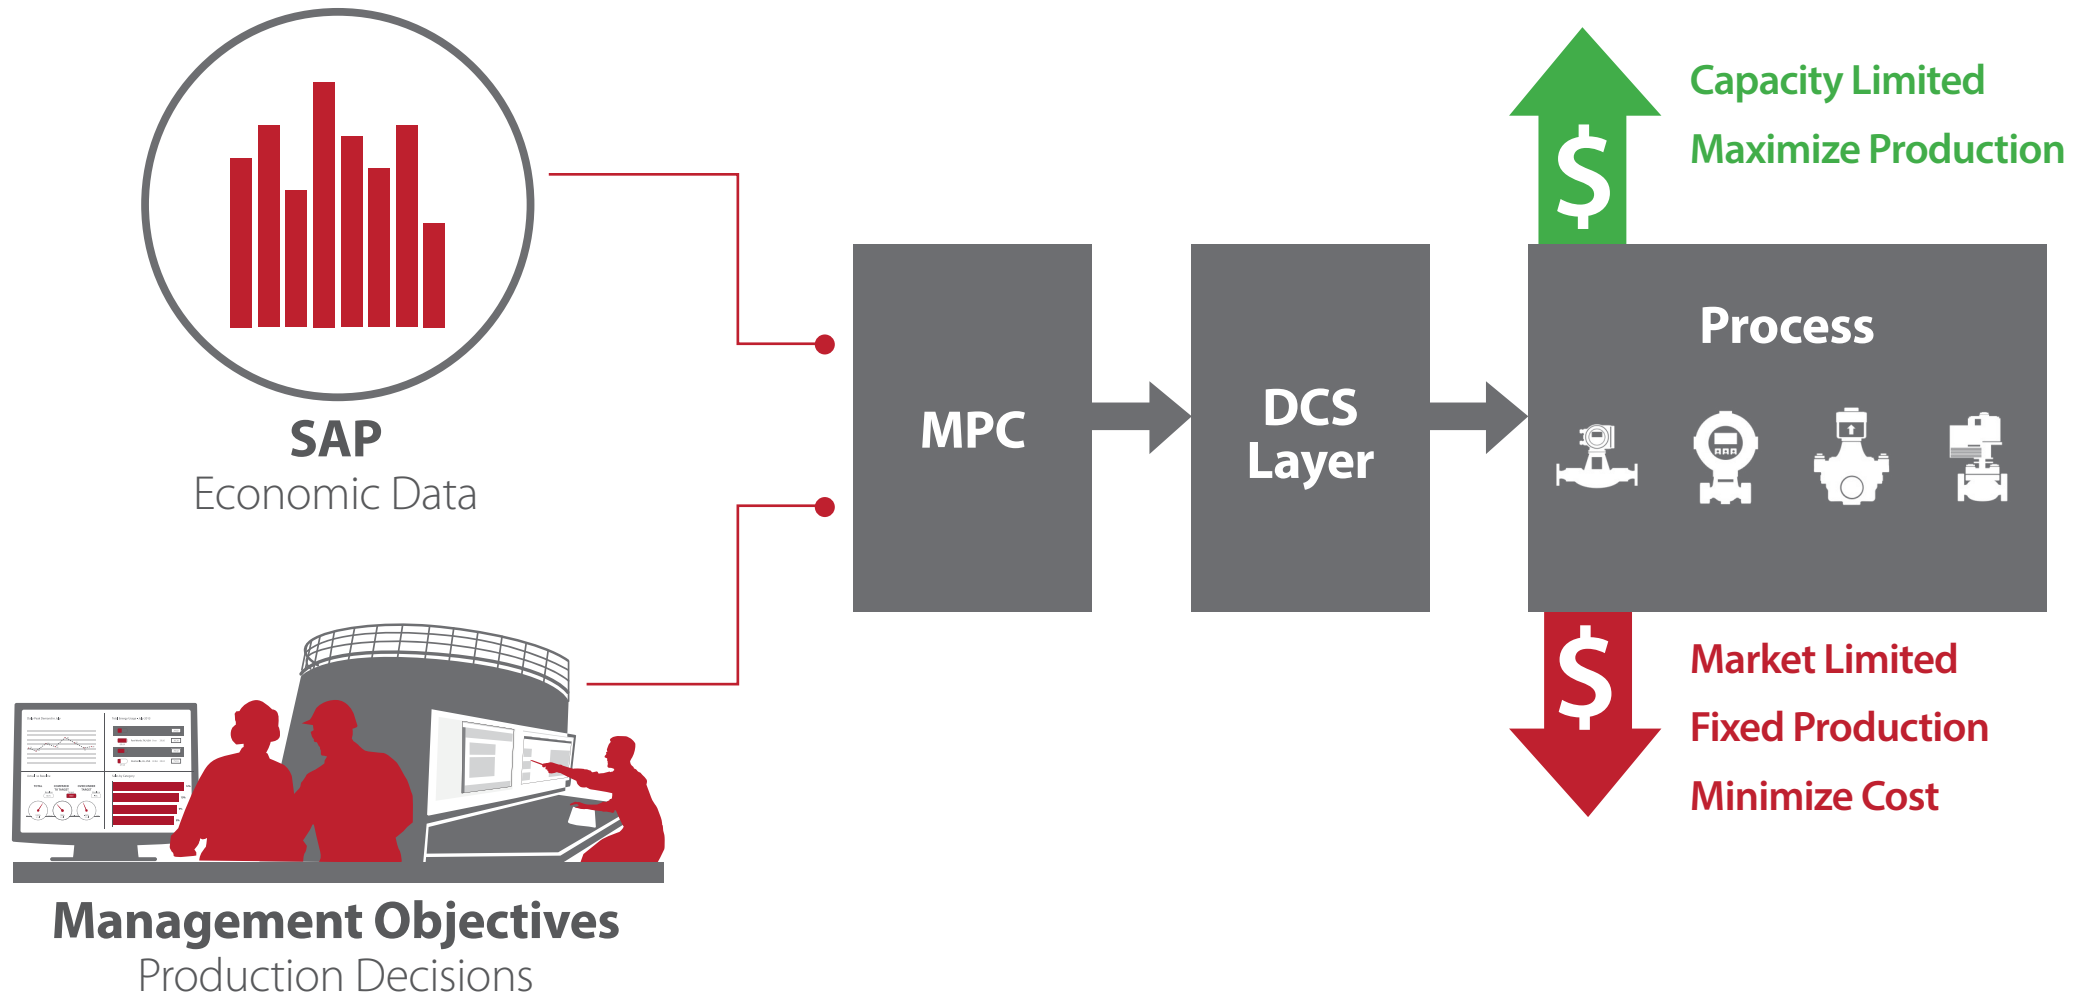 SAP
Economic Data
Management Objectives
Production Decisions
MPC
DCS
Layer
Process
$
Capacity Limited
Maximize Production
$
Market Limited
Fixed Production
Minimize Cost